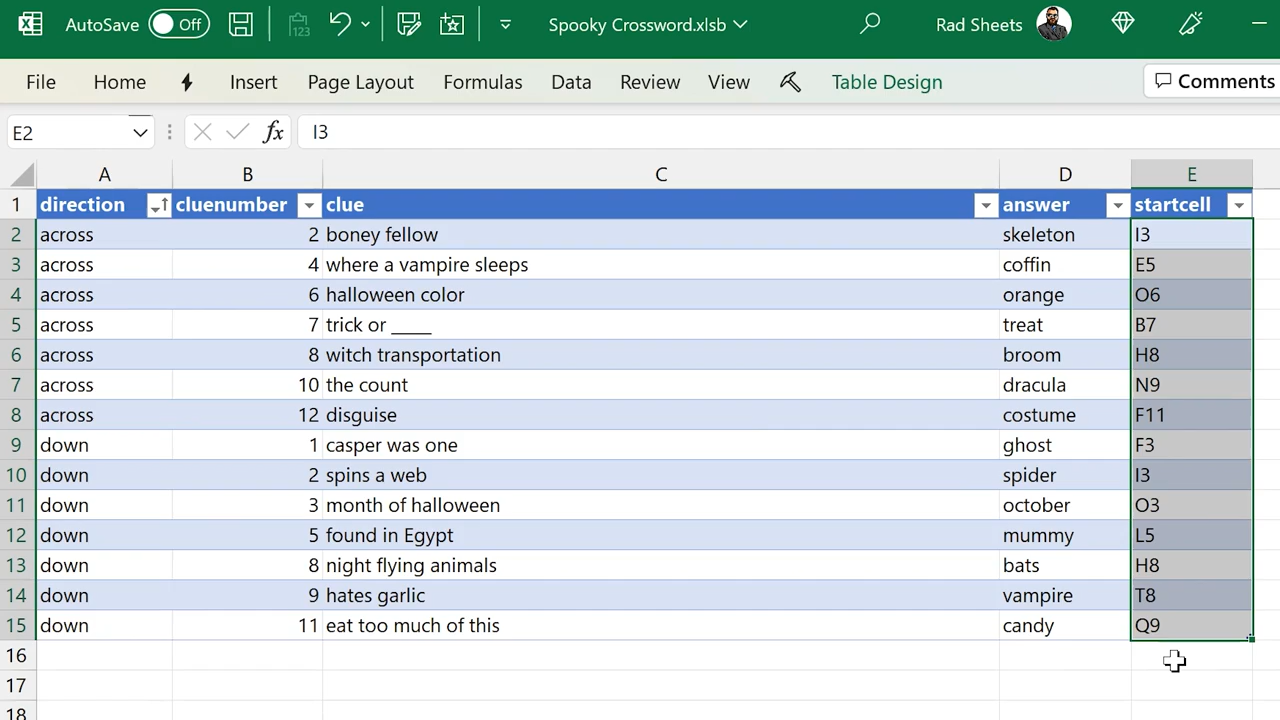 AutoSave Off 123 Spooky Crossword.xlsb Rad Sheets
File Home Insert Page Layout Formulas Data Review View Table Design Comments
E2 fx I3
A B C D E
1 direction cluenumber clue answer startcell
2 across 2 boney fellow skeleton I3
3 across 4 where a vampire sleeps coffin E5
4 across 6 halloween color orange O6
5 across 7 trick or ____ treat B7
6 across 8 witch transportation broom H8
7 across 10 the count dracula N9
8 across 12 disguise costume F11
9 down 1 casper was one ghost F3
10 down 2 spins a web spider I3
11 down 3 month of halloween october O3
12 down 5 found in Egypt mummy L5
13 down 8 night flying animals bats H8
14 down 9 hates garlic vampire T8
15 down 11 eat too much of this candy Q9
16
17
18